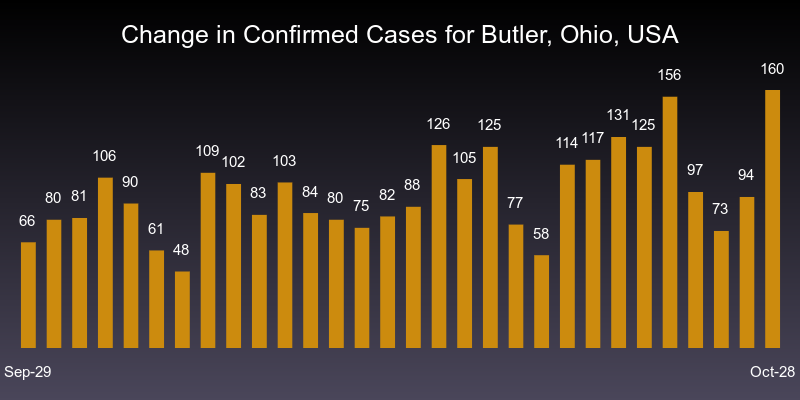 Change in Confirmed Cases for Butler, Ohio, USA
66 80 81 106 90 61 48 109 102 83 103 84 80 75 82 88 126 105 125 77 58 114 117 131 125 156 97 73 94 160
Sep-29 Oct-28